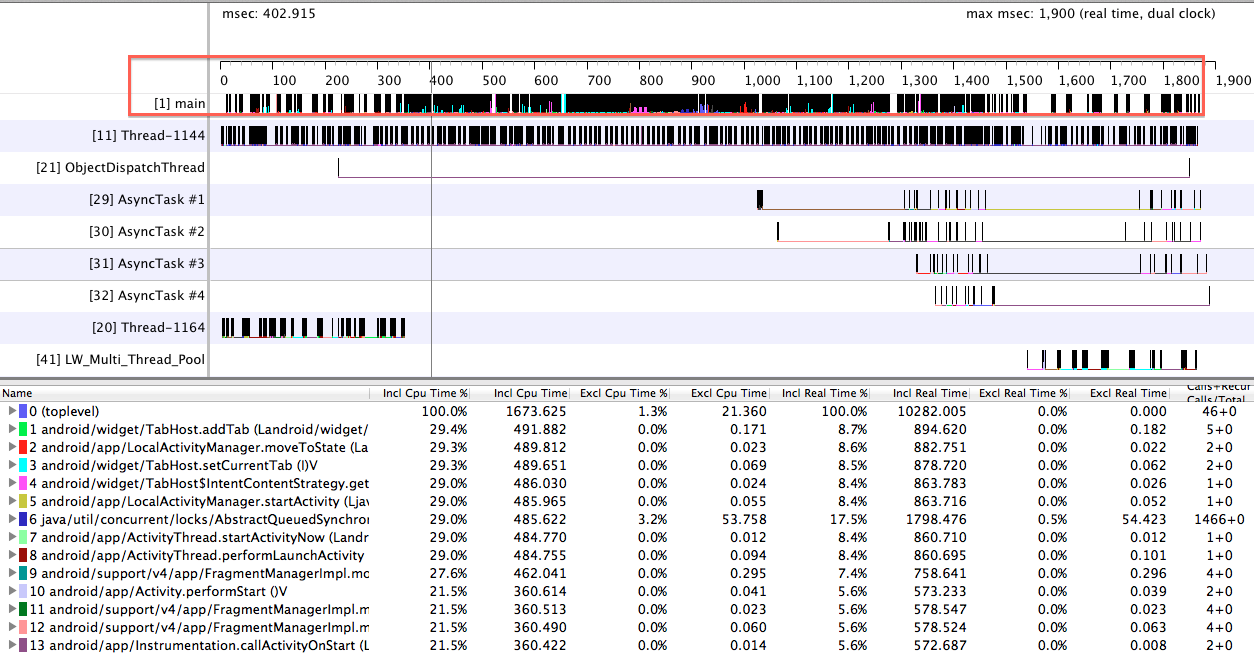 msec: 402.915 max msec: 1,900 (real time, dual clock)
0 100 200 300 400 500 600 700 800 900 1,000 1,100 1,200 1,300 1,400 1,500 1,600 1,700 1,800 1,900
[1] main
[11] Thread-1144
[21] ObjectDispatchThread
[29] AsyncTask #1
[30] AsyncTask #2
[31] AsyncTask #3
[32] AsyncTask #4
[20] Thread-1164
[41] LW_Multi_Thread_Pool
Name Incl Cpu Time % Incl Cpu Time Excl Cpu Time % Excl Cpu Time Incl Real Time % Incl Real Time Excl Real Time % Excl Real Time Calls+Recur
Calls/Total
0 (toplevel) 100.0% 1673.625 1.3% 21.360 100.0% 10282.005 0.0% 0.000 46+0
1 android/widget/TabHost.addTab (Landroid/widget/ 29.4% 491.882 0.0% 0.171 8.7% 894.620 0.0% 0.182 5+0
2 android/app/LocalActivityManager.moveToState (La 29.3% 489.812 0.0% 0.023 8.6% 882.751 0.0% 0.022 2+0
3 android/widget/TabHost.setCurrentTab (I)V 29.3% 489.651 0.0% 0.069 8.5% 878.720 0.0% 0.062 2+0
4 android/widget/TabHost$IntentContentStrategy.get 29.0% 486.030 0.0% 0.024 8.4% 863.783 0.0% 0.026 1+0
5 android/app/LocalActivityManager.startActivity (Ljav 29.0% 485.965 0.0% 0.055 8.4% 863.716 0.0% 0.052 1+0
6 java/util/concurrent/locks/AbstractQueuedSynchror 29.0% 485.622 3.2% 53.758 17.5% 1798.476 0.5% 54.423 1466+0
7 android/app/ActivityThread.startActivityNow (Landr 29.0% 484.770 0.0% 0.012 8.4% 860.710 0.0% 0.012 1+0
8 android/app/ActivityThread.performLaunchActivity 29.0% 484.755 0.0% 0.094 8.4% 860.695 0.0% 0.101 1+0
9 android/support/v4/app/FragmentManagerImpl.mo 27.6% 462.041 0.0% 0.295 7.4% 758.641 0.0% 0.296 4+0
10 android/app/Activity.performStart ()V 21.5% 360.614 0.0% 0.041 5.6% 573.233 0.0% 0.039 2+0
11 android/support/v4/app/FragmentManagerImpl.m 21.5% 360.513 0.0% 0.023 5.6% 578.547 0.0% 0.023 4+0
12 android/support/v4/app/FragmentManagerImpl.m 21.5% 360.490 0.0% 0.060 5.6% 578.524 0.0% 0.063 4+0
13 android/app/Instrumentation.callActivityOnStart (L 21.5% 360.422 0.0% 0.014 5.6% 572.687 0.0% 0.008 2+0